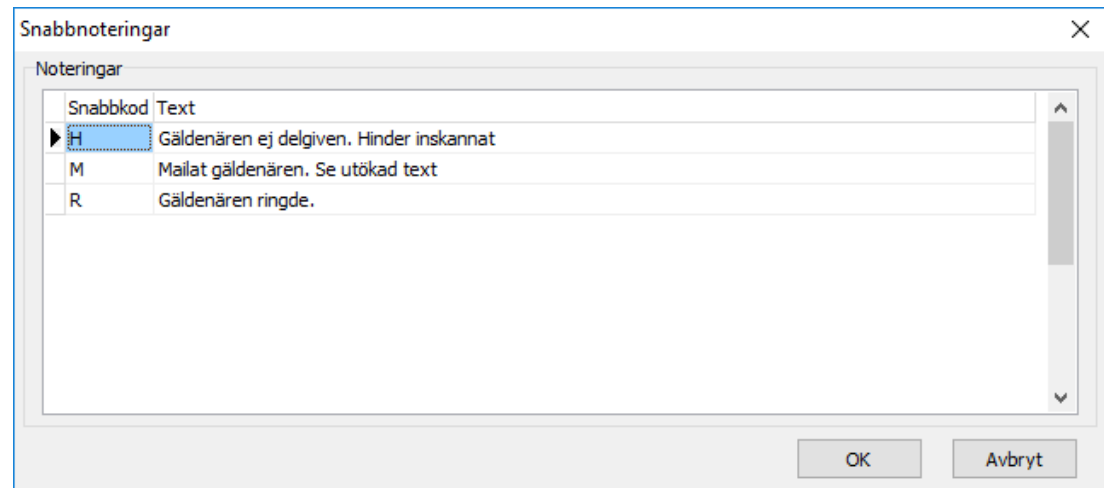 Snabbnoteringar
Noteringar
Snabbkod Text
H Gäldenären ej delgiven. Hinder inskannat
M Mailat gäldenären. Se utökad text
R Gäldenären ringde.
OK Avbryt